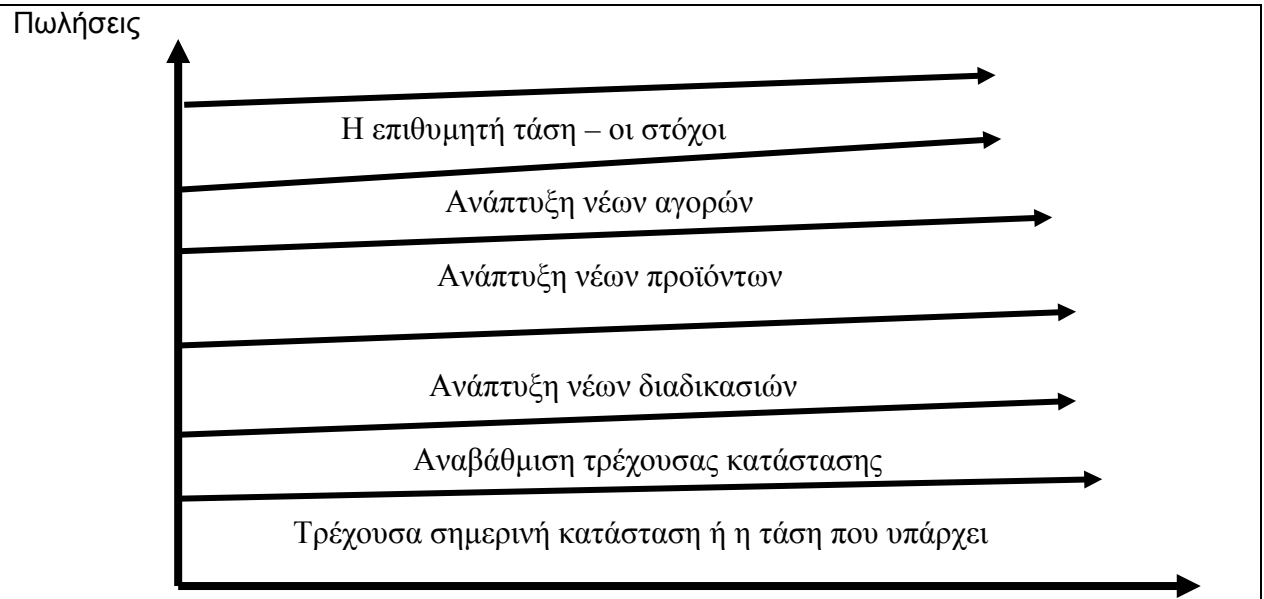 Πωλήσεις
Η επιθυμητή τάση – οι στόχοι
Ανάπτυξη νέων αγορών
Ανάπτυξη νέων προϊόντων
Ανάπτυξη νέων διαδικασιών
Αναβάθμιση τρέχουσας κατάστασης
Τρέχουσα σημερινή κατάσταση ή η τάση που υπάρχει